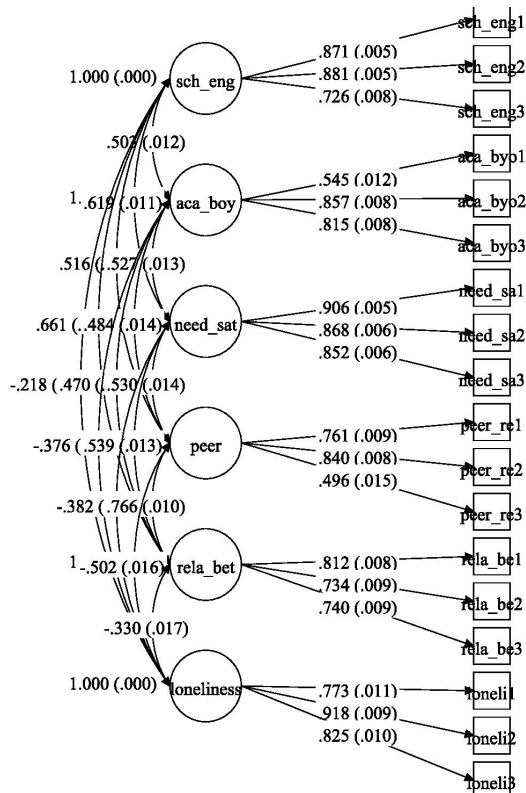 sch_eng1
.871 (.005)
1.000 (.000) sch_eng .881 (.005) sch_eng2
.726 (.008)
sch_eng3
.503 (.012)
aca_byo1
.545 (.012)
1. .619 (.011) aca_boy .857 (.008) aca_byo2
.815 (.008)
aca_byo3
.516 (. .527 (.013)
need_sa1
.906 (.005)
.661 (. .484 (.014) need_sat .868 (.006) need_sa2
.852 (.006)
need_sa3
-.218 (.470 (. .530 (.014)
.761 (.009) peer_re1
-.376 (.539 (.013) peer .840 (.008) peer_re2
.496 (.015)
peer_re3
-.382 (.766 (.010)
.812 (.008) rela_be1
1 -.502 (.016) rela_bet .734 (.009) rela_be2
.740 (.009)
rela_be3
-.330 (.017)
1.000 (.000) loneliness .773 (.011) loneli1
.918 (.009) loneli2
.825 (.010)
loneli3